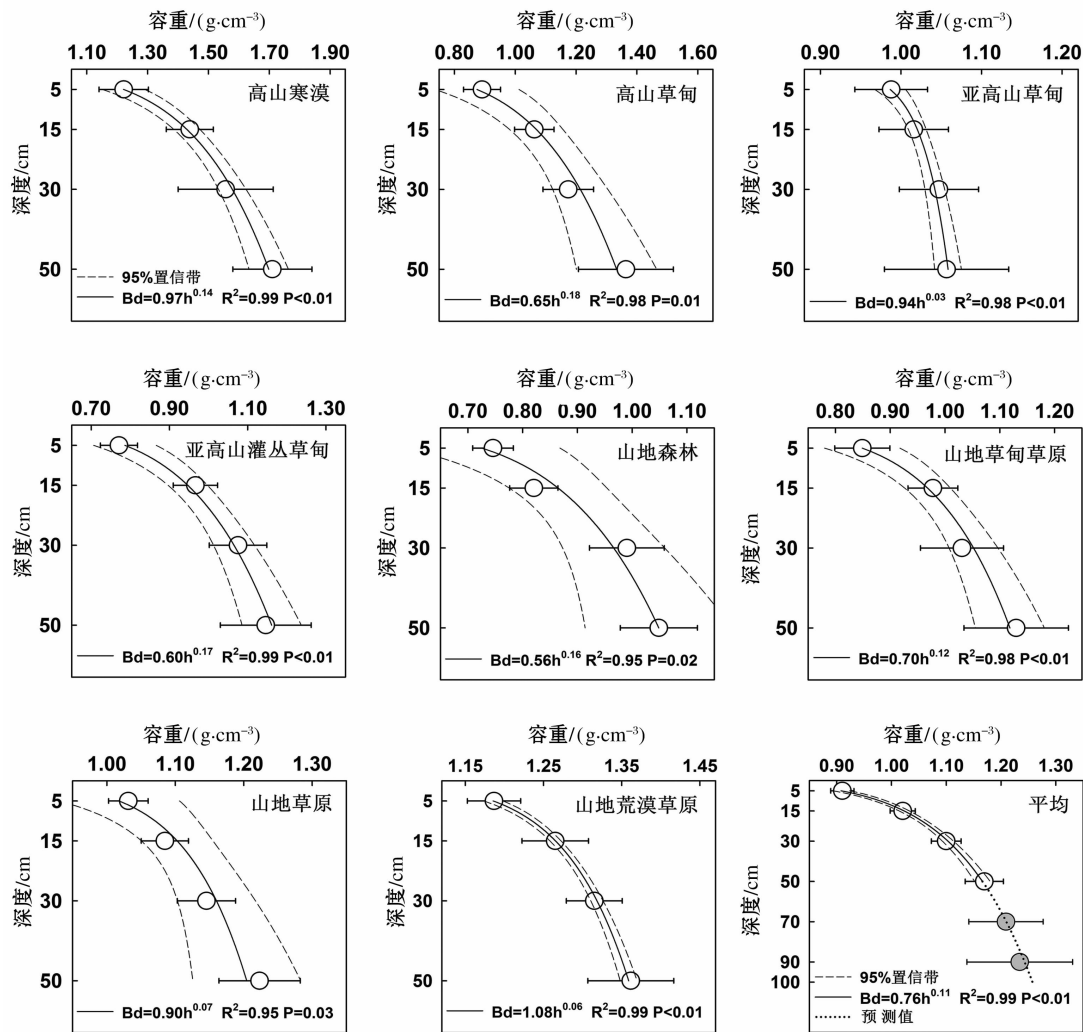 容重/(g·cm⁻³)
1.10 1.30 1.50 1.70 1.90
高山寒漠
深度/cm
5
15
30
50
95%置信带
Bd=0.97h^0.14 R²=0.99 P<0.01
容重/(g·cm⁻³)
0.80 1.00 1.20 1.40 1.60
高山草甸
深度/cm
5
15
30
50
Bd=0.65h^0.18 R²=0.98 P=0.01
容重/(g·cm⁻³)
0.90 1.00 1.10 1.20
亚高山草甸
深度/cm
5
15
30
50
Bd=0.94h^0.03 R²=0.98 P<0.01
容重/(g·cm⁻³)
0.70 0.90 1.10 1.30
亚高山灌丛草甸
深度/cm
5
15
30
50
Bd=0.60h^0.17 R²=0.99 P<0.01
容重/(g·cm⁻³)
0.70 0.80 0.90 1.00 1.10
山地森林
深度/cm
5
15
30
50
Bd=0.56h^0.16 R²=0.95 P=0.02
容重/(g·cm⁻³)
0.80 0.90 1.00 1.10 1.20
山地草甸草原
深度/cm
5
15
30
50
Bd=0.70h^0.12 R²=0.98 P<0.01
容重/(g·cm⁻³)
1.00 1.10 1.20 1.30
山地草原
深度/cm
5
15
30
50
Bd=0.90h^0.07 R²=0.95 P=0.03
容重/(g·cm⁻³)
1.15 1.25 1.35 1.45
山地荒漠草原
深度/cm
5
15
30
50
Bd=1.08h^0.06 R²=0.99 P<0.01
容重/(g·cm⁻³)
0.90 1.00 1.10 1.20 1.30
平均
深度/cm
5
15
30
50
70
90
100
95%置信带
Bd=0.76h^0.11 R²=0.99 P<0.01
预测值